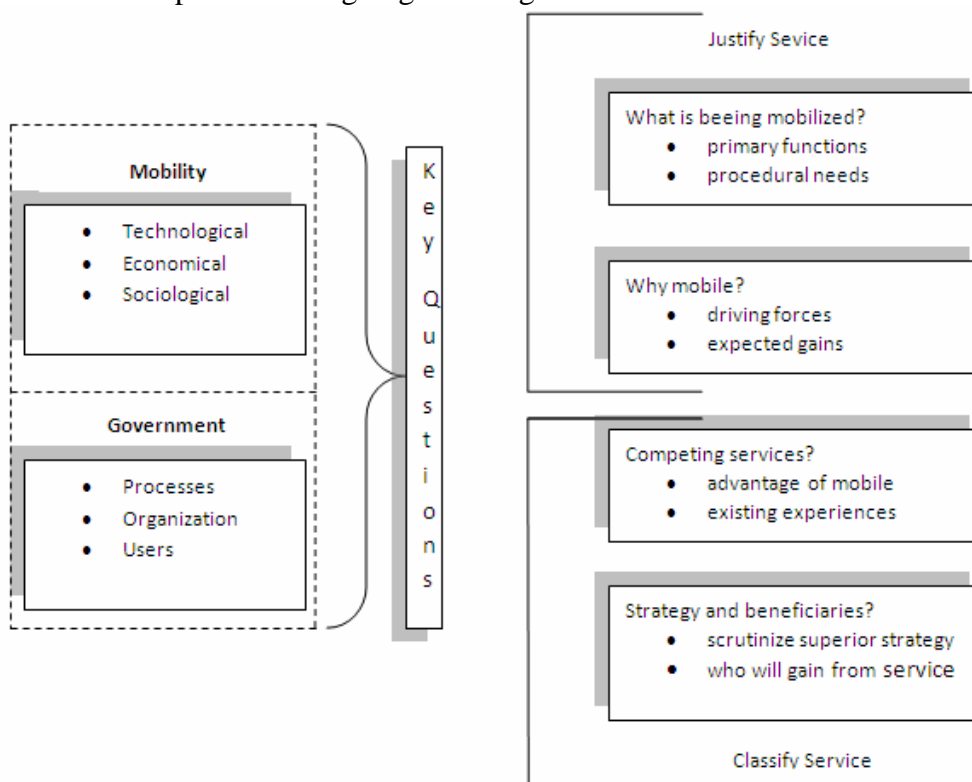 Mobility
• Technological
• Economical
• Sociological
Government
• Processes
• Organization
• Users
Key Questions
Justify Sevice
What is beeing mobilized?
• primary functions
• procedural needs
Why mobile?
• driving forces
• expected gains
Competing services?
• advantage of mobile
• existing experiences
Strategy and beneficiaries?
• scrutinize superior strategy
• who will gain from service
Classify Service